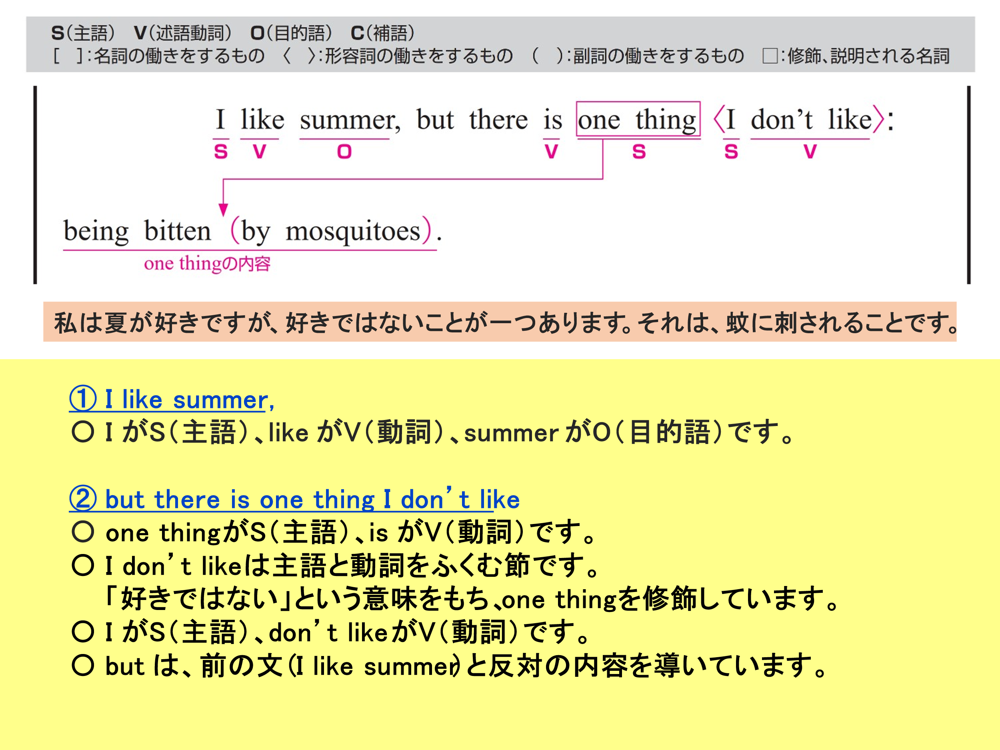 S（主語）　V（述語動詞）　O（目的語）　C（補語）
［　］：名詞の働きをするもの　〈　〉：形容詞の働きをするもの　（　）：副詞の働きをするもの　□：修飾、説明される名詞
I like summer, but there is one thing 〈I don’t like〉:
S V O V S S V
being bitten (by mosquitoes).
one thingの内容
私は夏が好きですが、好きではないことが一つあります。それは、蚊に刺されることです。
① I like summer,
○ I がS（主語）、like がV（動詞）、summer がO（目的語）です。
② but there is one thing I don’t like
○ one thingがS（主語）、is がV（動詞）です。
○ I don’t likeは主語と動詞をふくむ節です。
「好きではない」という意味をもち、one thingを修飾しています。
○ I がS（主語）、don’t likeがV（動詞）です。
○ but は、前の文（I like summer）と反対の内容を導いています。